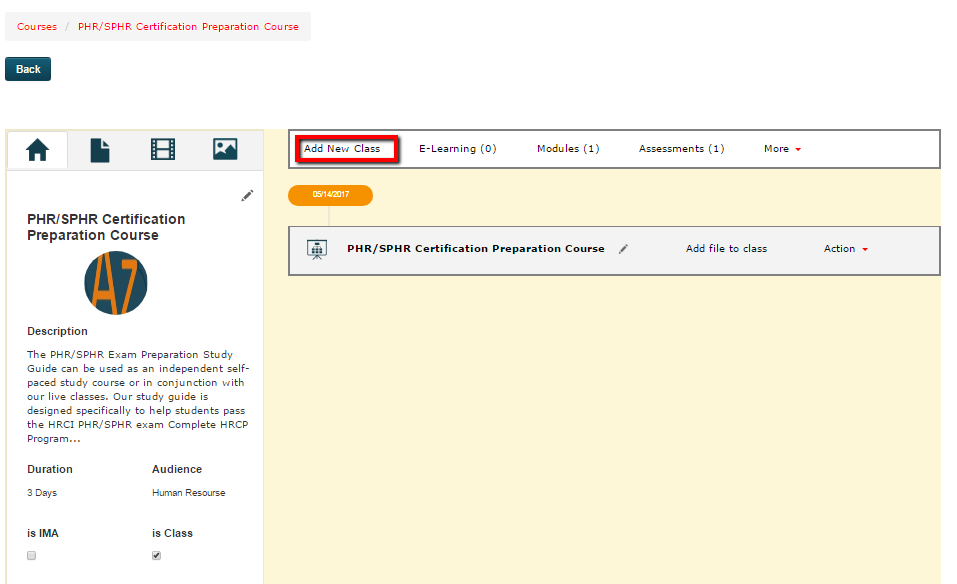 Courses / PHR/SPHR Certification Preparation Course
Back
Add New Class E-Learning (0) Modules (1) Assessments (1) More
05/14/2017
PHR/SPHR Certification Preparation Course Add file to class Action
PHR/SPHR Certification
Preparation Course
A7
Description
The PHR/SPHR Exam Preparation Study
Guide can be used as an independent self-
paced study course or in conjunction with
our live classes. Our study guide is
designed specifically to help students pass
the HRCI PHR/SPHR exam Complete HRCP
Program...
Duration Audience
3 Days Human Resourse
is IMA is Class